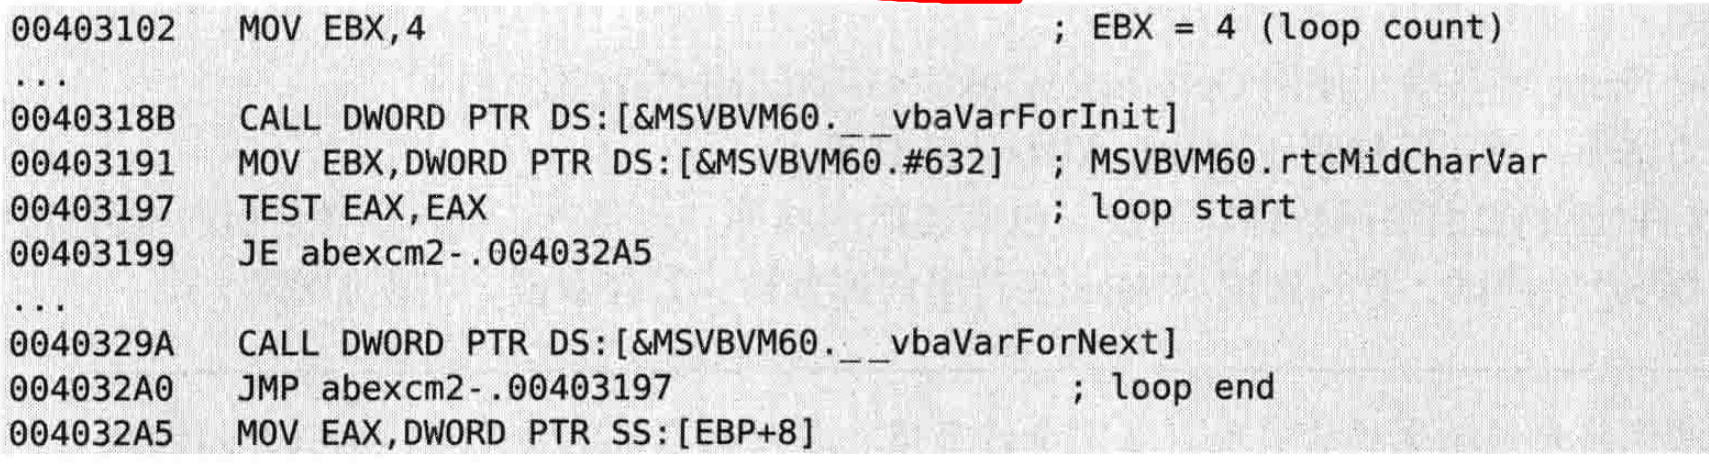 00403102 MOV EBX,4 ; EBX = 4 (loop count)
...
0040318B CALL DWORD PTR DS:[&MSVBVM60.__vbaVarForInit]
00403191 MOV EBX,DWORD PTR DS:[&MSVBVM60.#632] ; MSVBVM60.rtcMidCharVar
00403197 TEST EAX,EAX ; loop start
00403199 JE abexcm2-.004032A5
...
0040329A CALL DWORD PTR DS:[&MSVBVM60.__vbaVarForNext]
004032A0 JMP abexcm2-.00403197 ; loop end
004032A5 MOV EAX,DWORD PTR SS:[EBP+8]